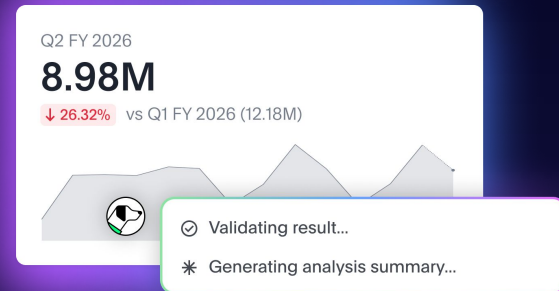 Q2 FY 2026
8.98M
↓ 26.32% vs Q1 FY 2026 (12.18M)
Validating result...
Generating analysis summary...